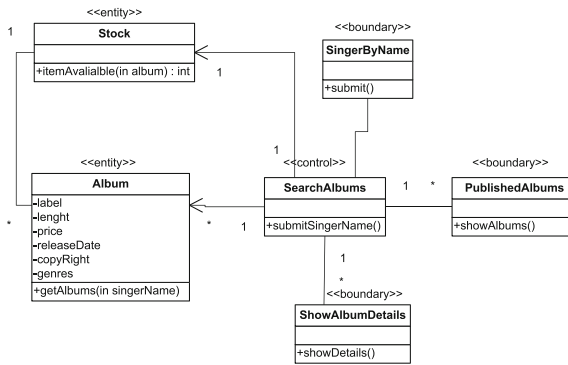 <<entity>>
Stock
+itemAvalialble(in album) : int
1
1
<<boundary>>
SingerByName
+submit()
<<entity>>
Album
-label
-lenght
-price
-releaseDate
-copyRight
-genres
+getAlbums(in singerName)
*
*
1
1
<<control>>
SearchAlbums
+submitSingerName()
1
*
<<boundary>>
PublishedAlbums
+showAlbums()
1
*
<<boundary>>
ShowAlbumDetails
+showDetails()